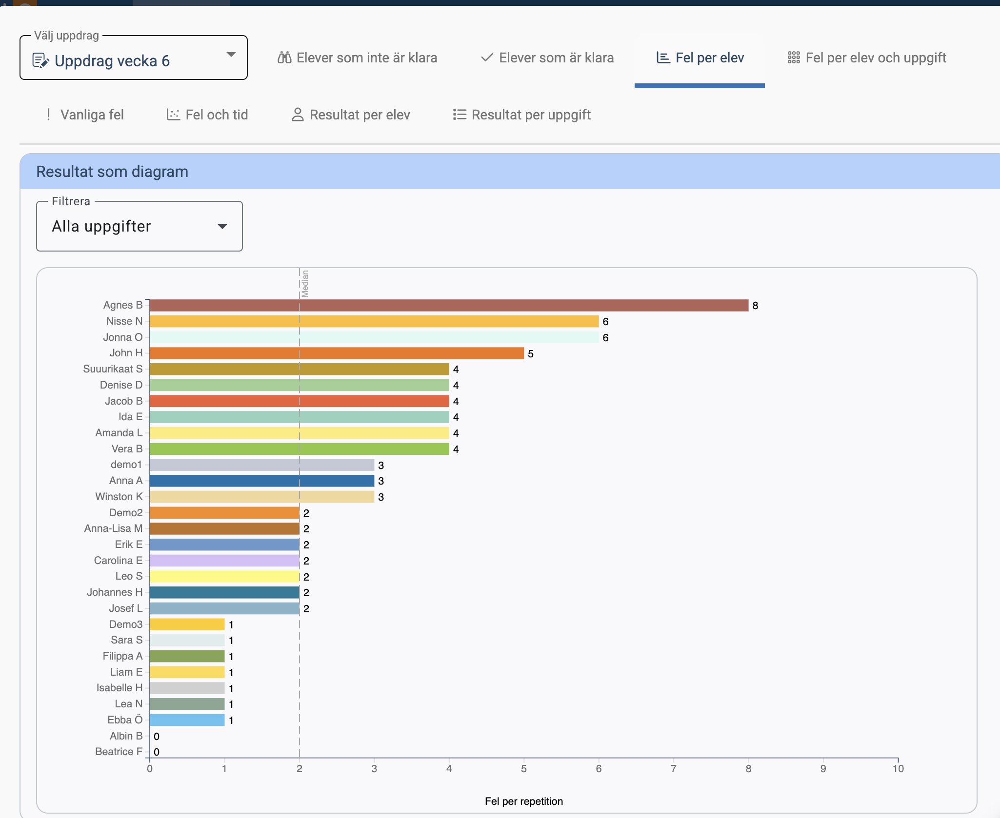 Välj uppdrag
Uppdrag vecka 6
Elever som inte är klara
Elever som är klara
Fel per elev
Fel per elev och uppgift
Vanliga fel
Fel och tid
Resultat per elev
Resultat per uppgift
Resultat som diagram
Filtrera
Alla uppgifter
Median
Agnes B 8
Nisse N 6
Jonna O 6
John H 5
Suuurikaat S 4
Denise D 4
Jacob B 4
Ida E 4
Amanda L 4
Vera B 4
demo1 3
Anna A 3
Winston K 3
Demo2 2
Anna-Lisa M 2
Erik E 2
Carolina E 2
Leo S 2
Johannes H 2
Josef L 2
Demo3 1
Sara S 1
Filippa A 1
Liam E 1
Isabelle H 1
Lea N 1
Ebba Ö 1
Albin B 0
Beatrice F 0
0 1 2 3 4 5 6 7 8 9 10
Fel per repetition